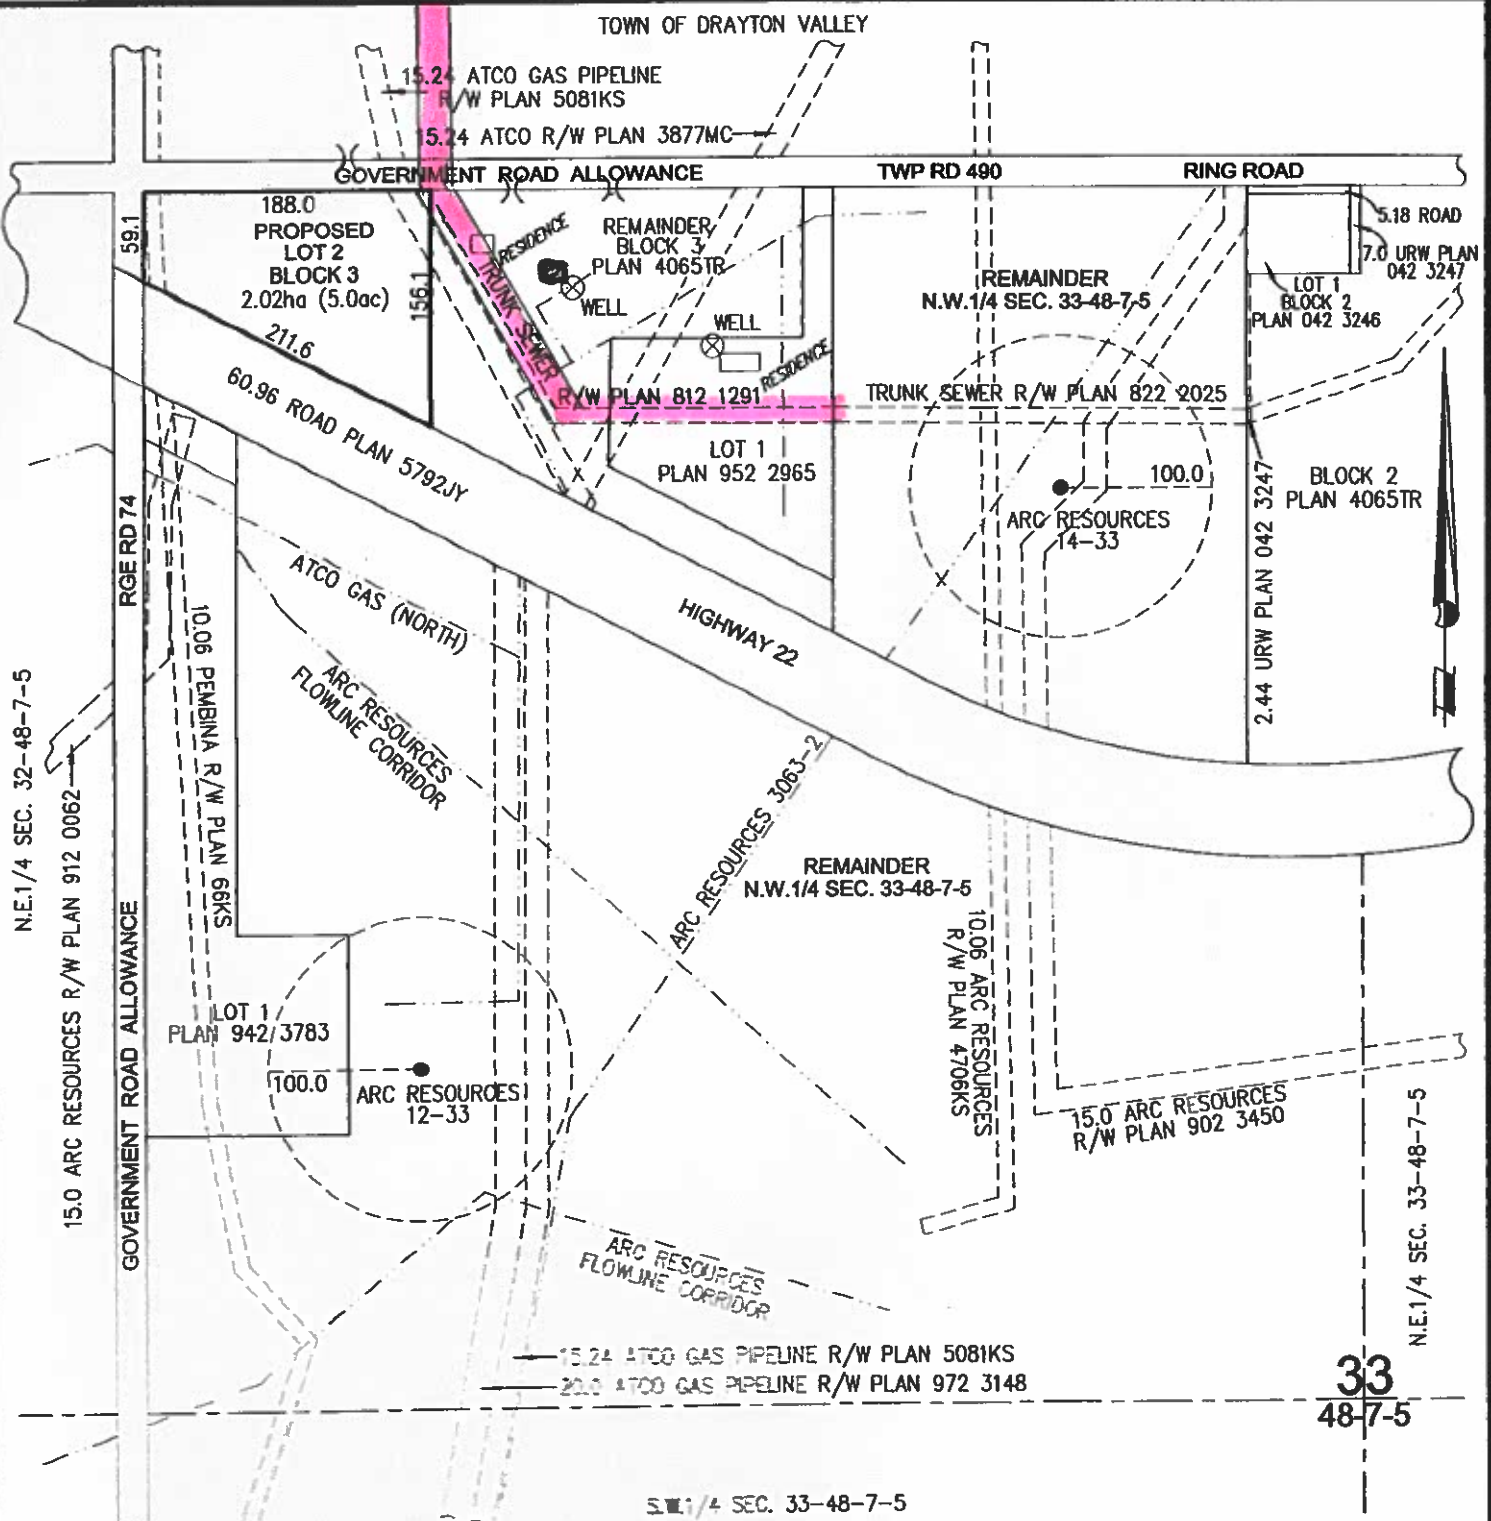 TOWN OF DRAYTON VALLEY
15.24 ATCO GAS PIPELINE
R/W PLAN 5081KS
15.24 ATCO R/W PLAN 3877MC
GOVERNMENT ROAD ALLOWANCE
TWP RD 490
RING ROAD
188.0
PROPOSED
LOT 2
BLOCK 3
2.02ha (5.0ac)
59.1
156.1
211.6
60.96 ROAD PLAN 5792JY
TRUNK SEWER
RESIDENCE
REMAINDER
BLOCK 3
PLAN 4065TR
WELL
WELL
RESIDENCE
R/W PLAN 812 1291
LOT 1
PLAN 952 2965
REMAINDER
N.W.1/4 SEC. 33-48-7-5
TRUNK SEWER R/W PLAN 822 2025
5.18 ROAD
7.0 URW PLAN
042 3247
LOT 1
BLOCK 2
PLAN 042 3246
100.0
ARC RESOURCES
14-33
2.44 URW PLAN 042 3247
BLOCK 2
PLAN 4065TR
RGE RD 74
ATCO GAS (NORTH)
HIGHWAY 22
ARC RESOURCES
FLOWLINE CORRIDOR
10.06 PEMBINA R/W PLAN 66KS
N.E.1/4 SEC. 32-48-7-5
15.0 ARC RESOURCES R/W PLAN 912 0062
GOVERNMENT ROAD ALLOWANCE
ARC RESOURCES 3063-2
REMAINDER
N.W.1/4 SEC. 33-48-7-5
10.06 ARC RESOURCES
R/W PLAN 4706KS
LOT 1
PLAN 942 3783
100.0
ARC RESOURCES
12-33
15.0 ARC RESOURCES
R/W PLAN 902 3450
N.E.1/4 SEC. 33-48-7-5
ARC RESOURCES
FLOWLINE CORRIDOR
15.24 ATCO GAS PIPELINE R/W PLAN 5081KS
20.0 ATCO GAS PIPELINE R/W PLAN 972 3148
33
48-7-5
S.W.1/4 SEC. 33-48-7-5